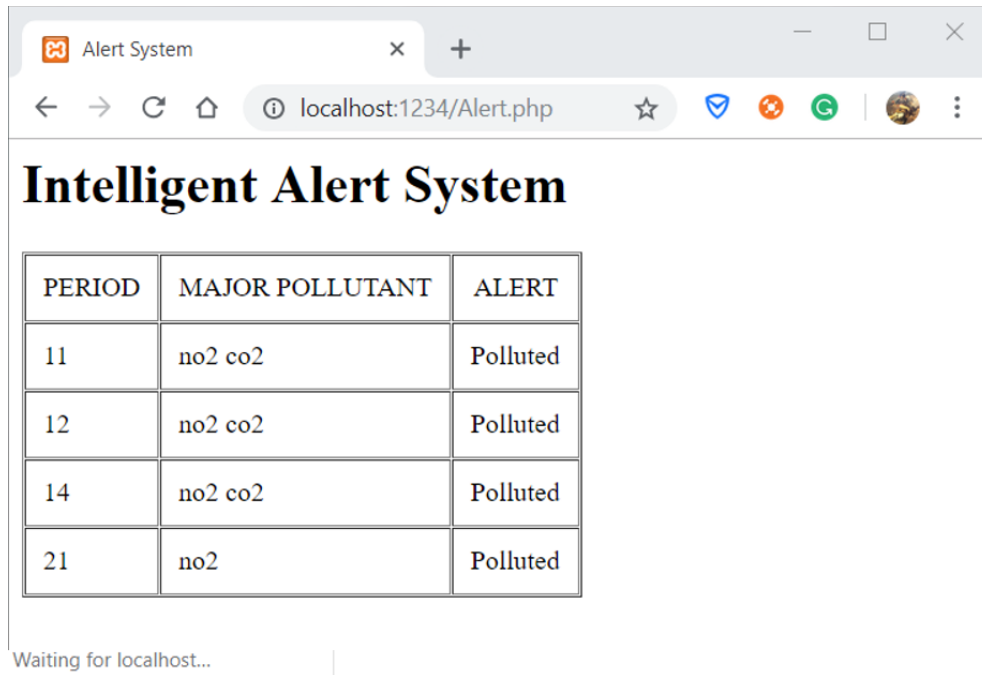 Alert System
localhost:1234/Alert.php
Intelligent Alert System
PERIOD MAJOR POLLUTANT ALERT
11 no2 co2 Polluted
12 no2 co2 Polluted
14 no2 co2 Polluted
21 no2 Polluted
Waiting for localhost...